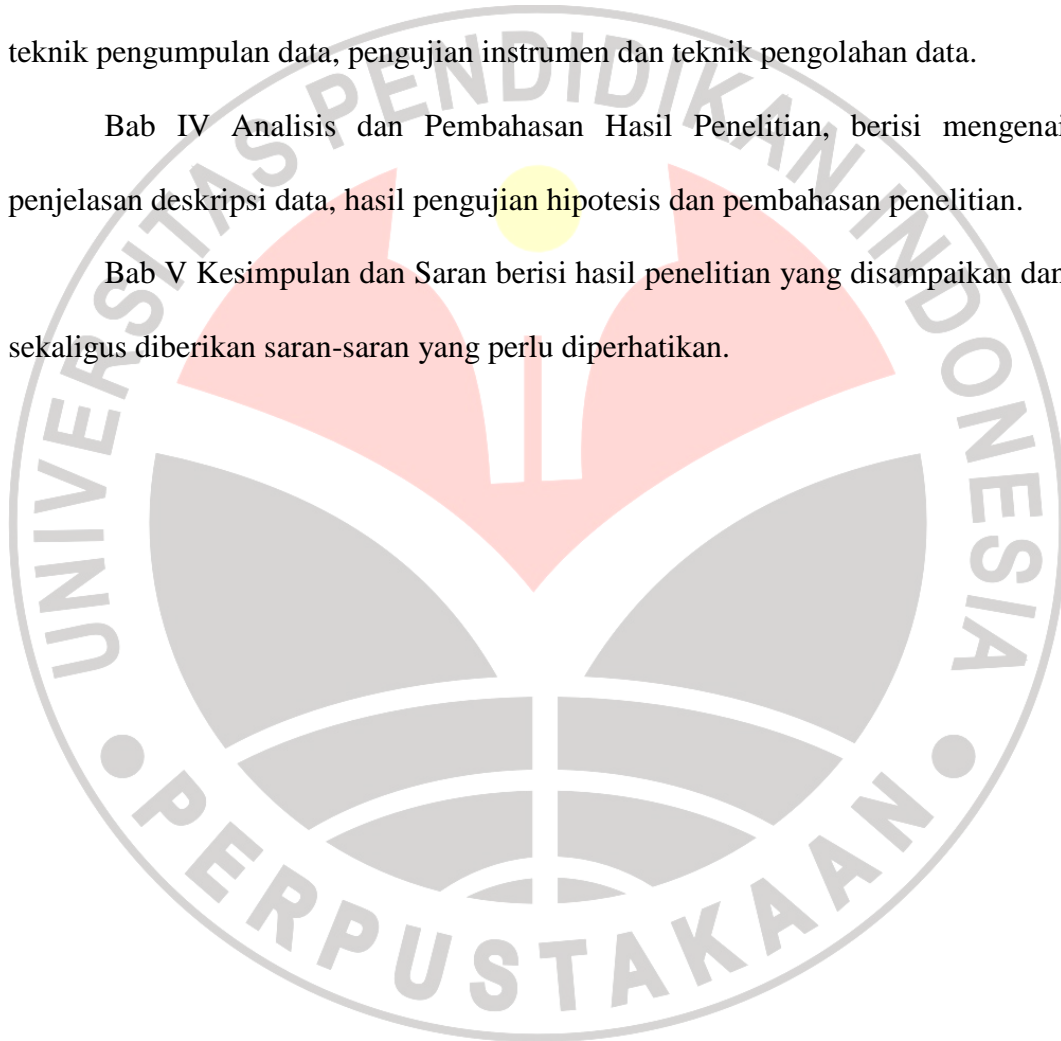 teknik pengumpulan data, pengujian instrumen dan teknik pengolahan data.
Bab IV Analisis dan Pembahasan Hasil Penelitian, berisi mengenai
penjelasan deskripsi data, hasil pengujian hipotesis dan pembahasan penelitian.
Bab V Kesimpulan dan Saran berisi hasil penelitian yang disampaikan dan
sekaligus diberikan saran-saran yang perlu diperhatikan.
UNIVERSITAS PENDIDIKAN INDONESIA
PERPUSTAKAAN